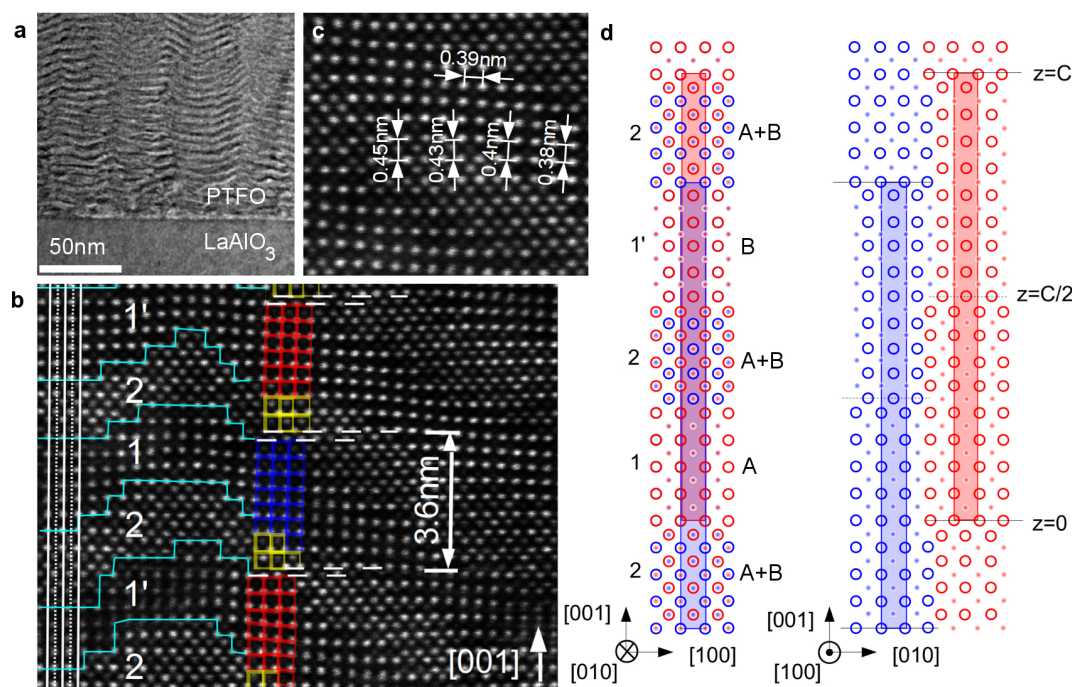 a
PTFO
LaAlO₃
50nm
c
0.39nm
0.45nm
0.43nm
0.4nm
0.38nm
b
1'
2
1
2
1'
2
3.6nm
[001]
d
2
A+B
1'
B
2
A+B
1
A
2
A+B
[001]
[010]
[100]
z=C
z=C/2
z=0
[001]
[100]
[010]